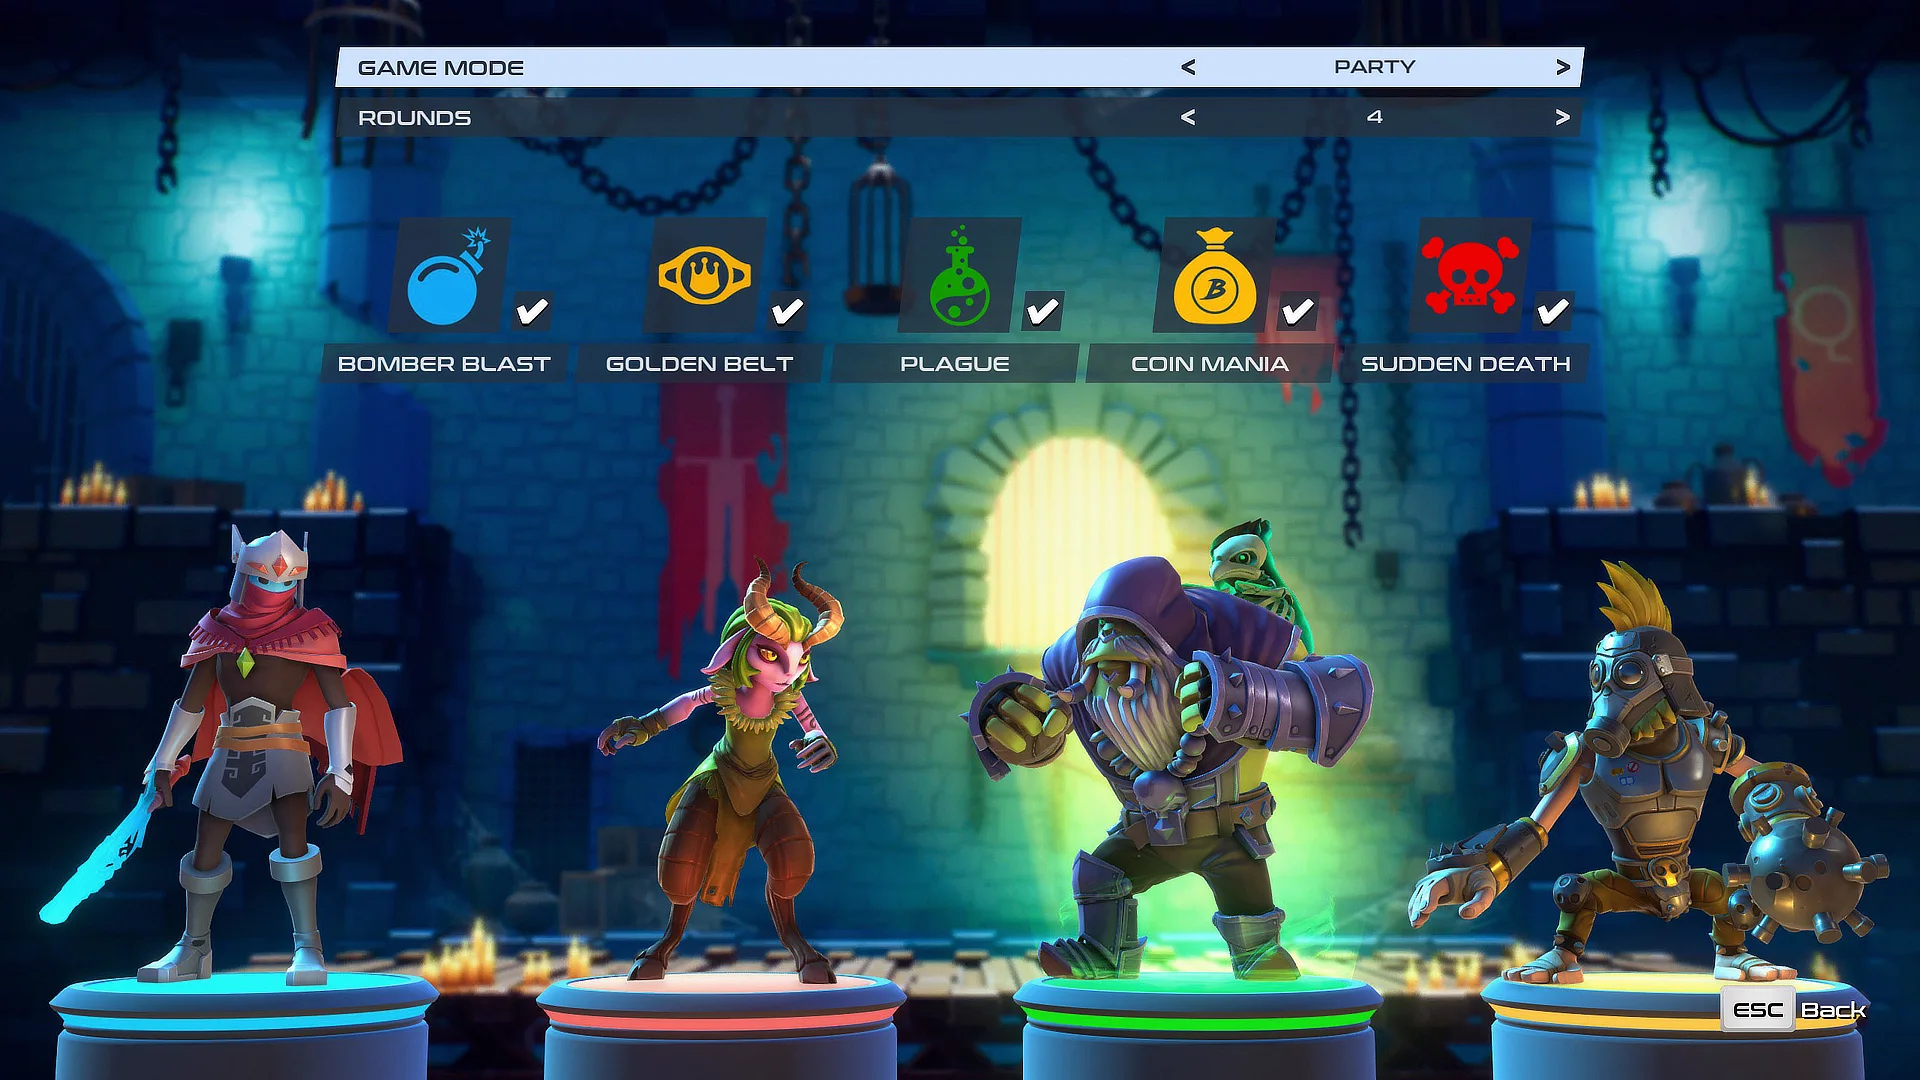 GAME MODE < PARTY >
ROUNDS < 4 >
B
BOMBER BLAST GOLDEN BELT PLAGUE COIN MANIA SUDDEN DEATH
ESC Back